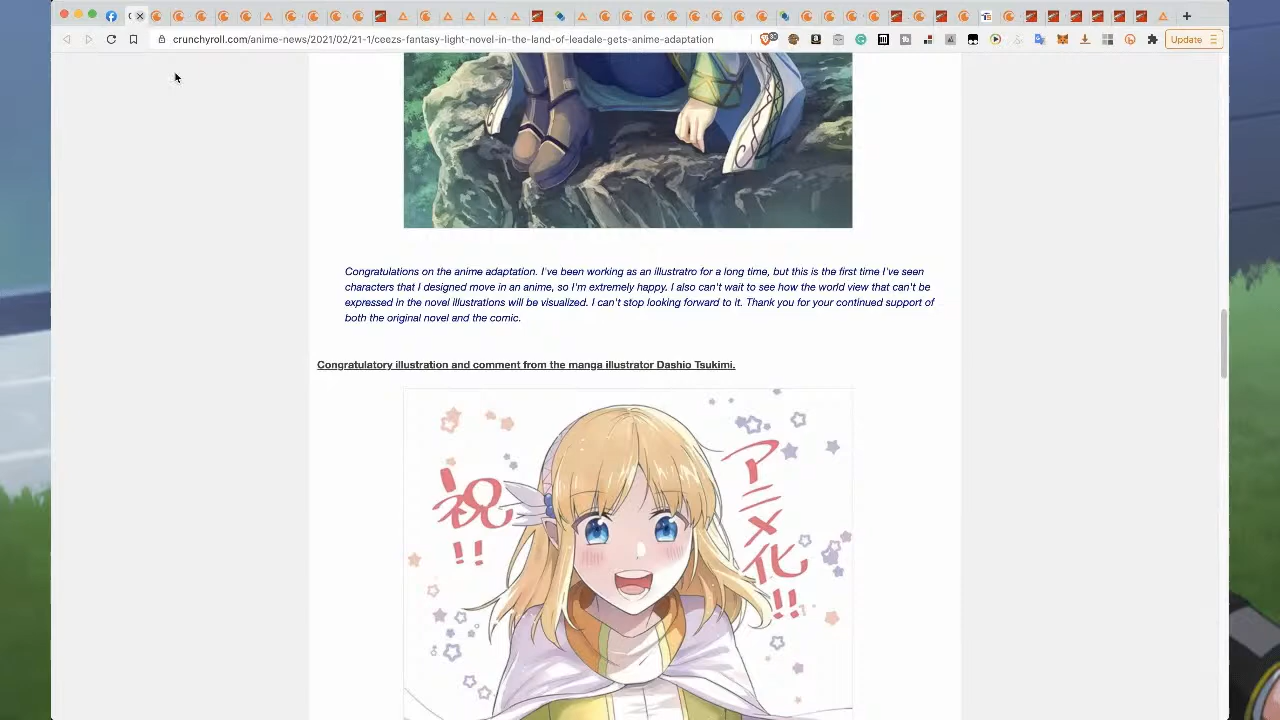 crunchyroll.com/anime-news/2021/02/21-1/ceezs-fantasy-light-novel-in-the-land-of-leadale-gets-anime-adaptation
Update
Congratulations on the anime adaptation. I've been working as an illustratro for a long time, but this is the first time I've seen
characters that I designed move in an anime, so I'm extremely happy. I also can't wait to see how the world view that can't be
expressed in the novel illustrations will be visualized. I can't stop looking forward to it. Thank you for your continued support of
both the original novel and the comic.
Congratulatory illustration and comment from the manga illustrator Dashio Tsukimi.
祝!!
アニメ化!!